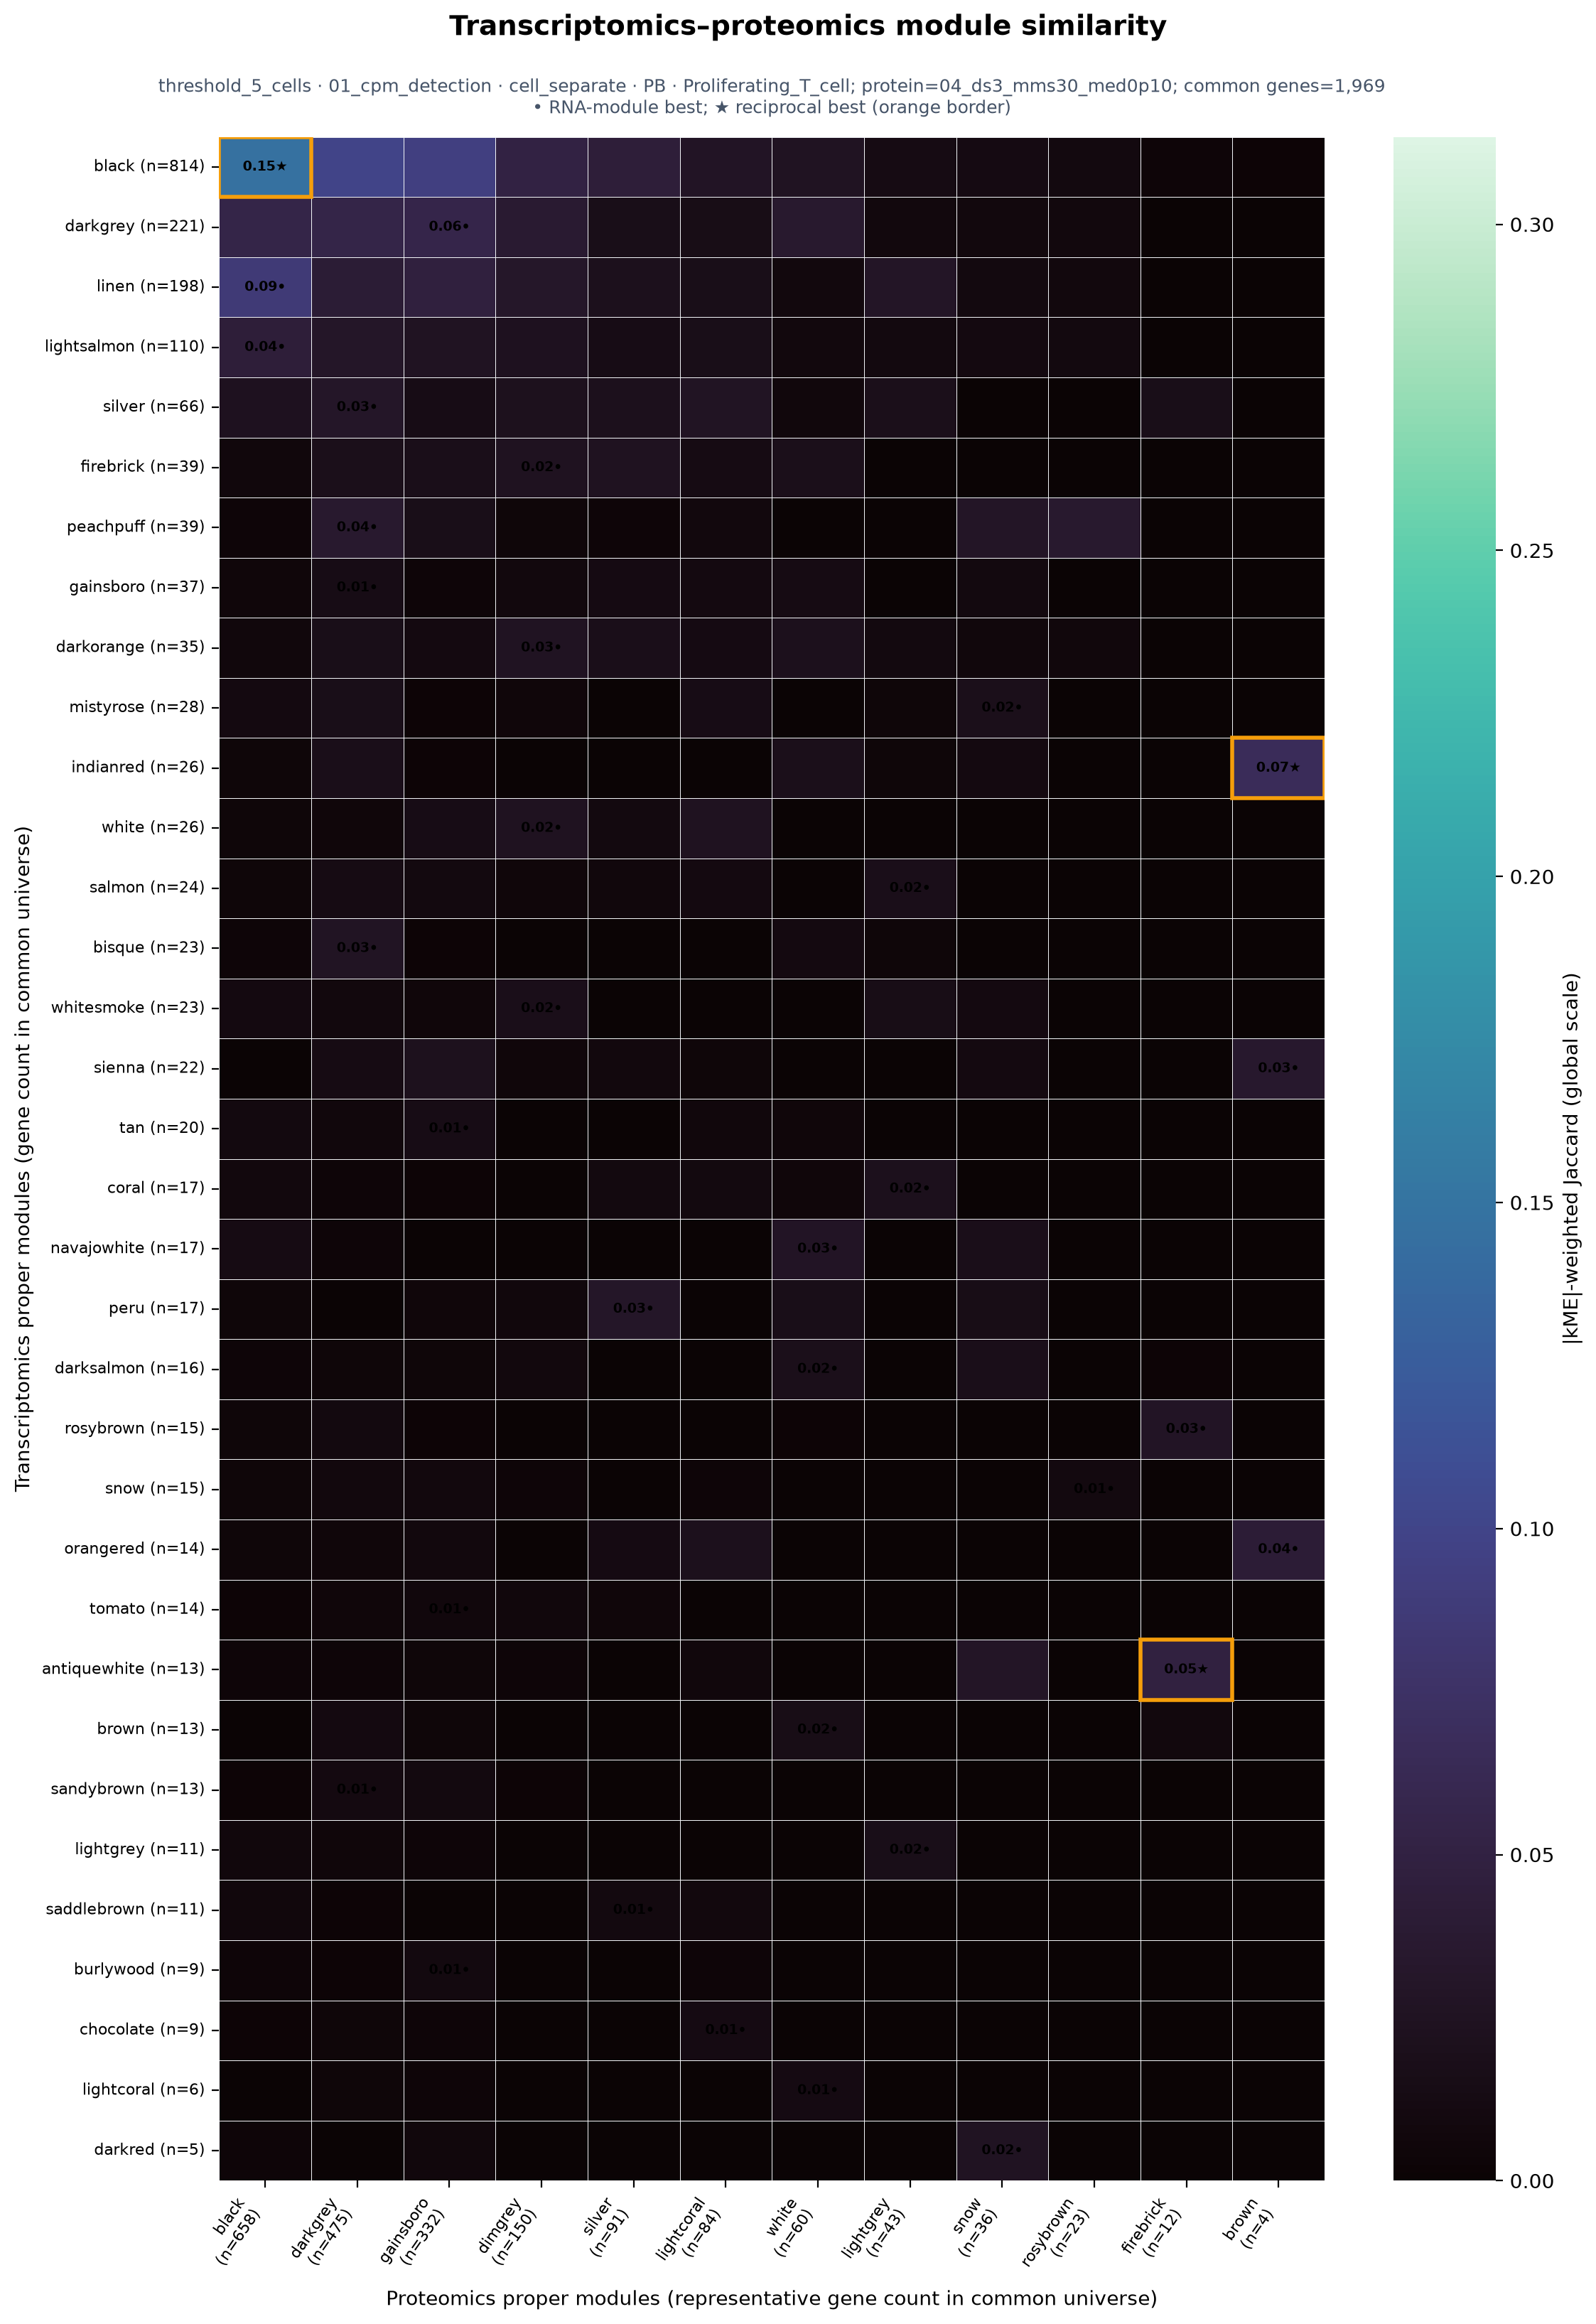 Transcriptomics–proteomics module similarity
threshold_5_cells · 01_cpm_detection · cell_separate · PB · Proliferating_T_cell; protein=04_ds3_mms30_med0p10; common genes=1,969
• RNA-module best; ★ reciprocal best (orange border)
Transcriptomics proper modules (gene count in common universe)
black (n=814)
0.15★
darkgrey (n=221)
0.06•
linen (n=198)
0.09•
lightsalmon (n=110)
0.04•
silver (n=66)
0.03•
firebrick (n=39)
0.02•
peachpuff (n=39)
0.04•
gainsboro (n=37)
0.01•
darkorange (n=35)
0.03•
mistyrose (n=28)
0.02•
indianred (n=26)
0.07★
white (n=26)
0.02•
salmon (n=24)
0.02•
bisque (n=23)
0.03•
whitesmoke (n=23)
0.02•
sienna (n=22)
0.03•
tan (n=20)
0.01•
coral (n=17)
0.02•
navajowhite (n=17)
0.03•
peru (n=17)
0.03•
darksalmon (n=16)
0.02•
rosybrown (n=15)
0.03•
snow (n=15)
0.01•
orangered (n=14)
0.04•
tomato (n=14)
0.01•
antiquewhite (n=13)
0.05★
brown (n=13)
0.02•
sandybrown (n=13)
0.01•
lightgrey (n=11)
0.02•
saddlebrown (n=11)
0.01•
burlywood (n=9)
0.01•
chocolate (n=9)
0.01•
lightcoral (n=6)
0.01•
darkred (n=5)
0.02•
black
(n=658)
darkgrey
(n=475)
gainsboro
(n=332)
dimgrey
(n=150)
silver
(n=91)
lightcoral
(n=84)
white
(n=60)
lightgrey
(n=43)
snow
(n=36)
rosybrown
(n=23)
firebrick
(n=12)
brown
(n=4)
Proteomics proper modules (representative gene count in common universe)
0.30
0.25
0.20
0.15
0.10
0.05
0.00
|kME|-weighted Jaccard (global scale)